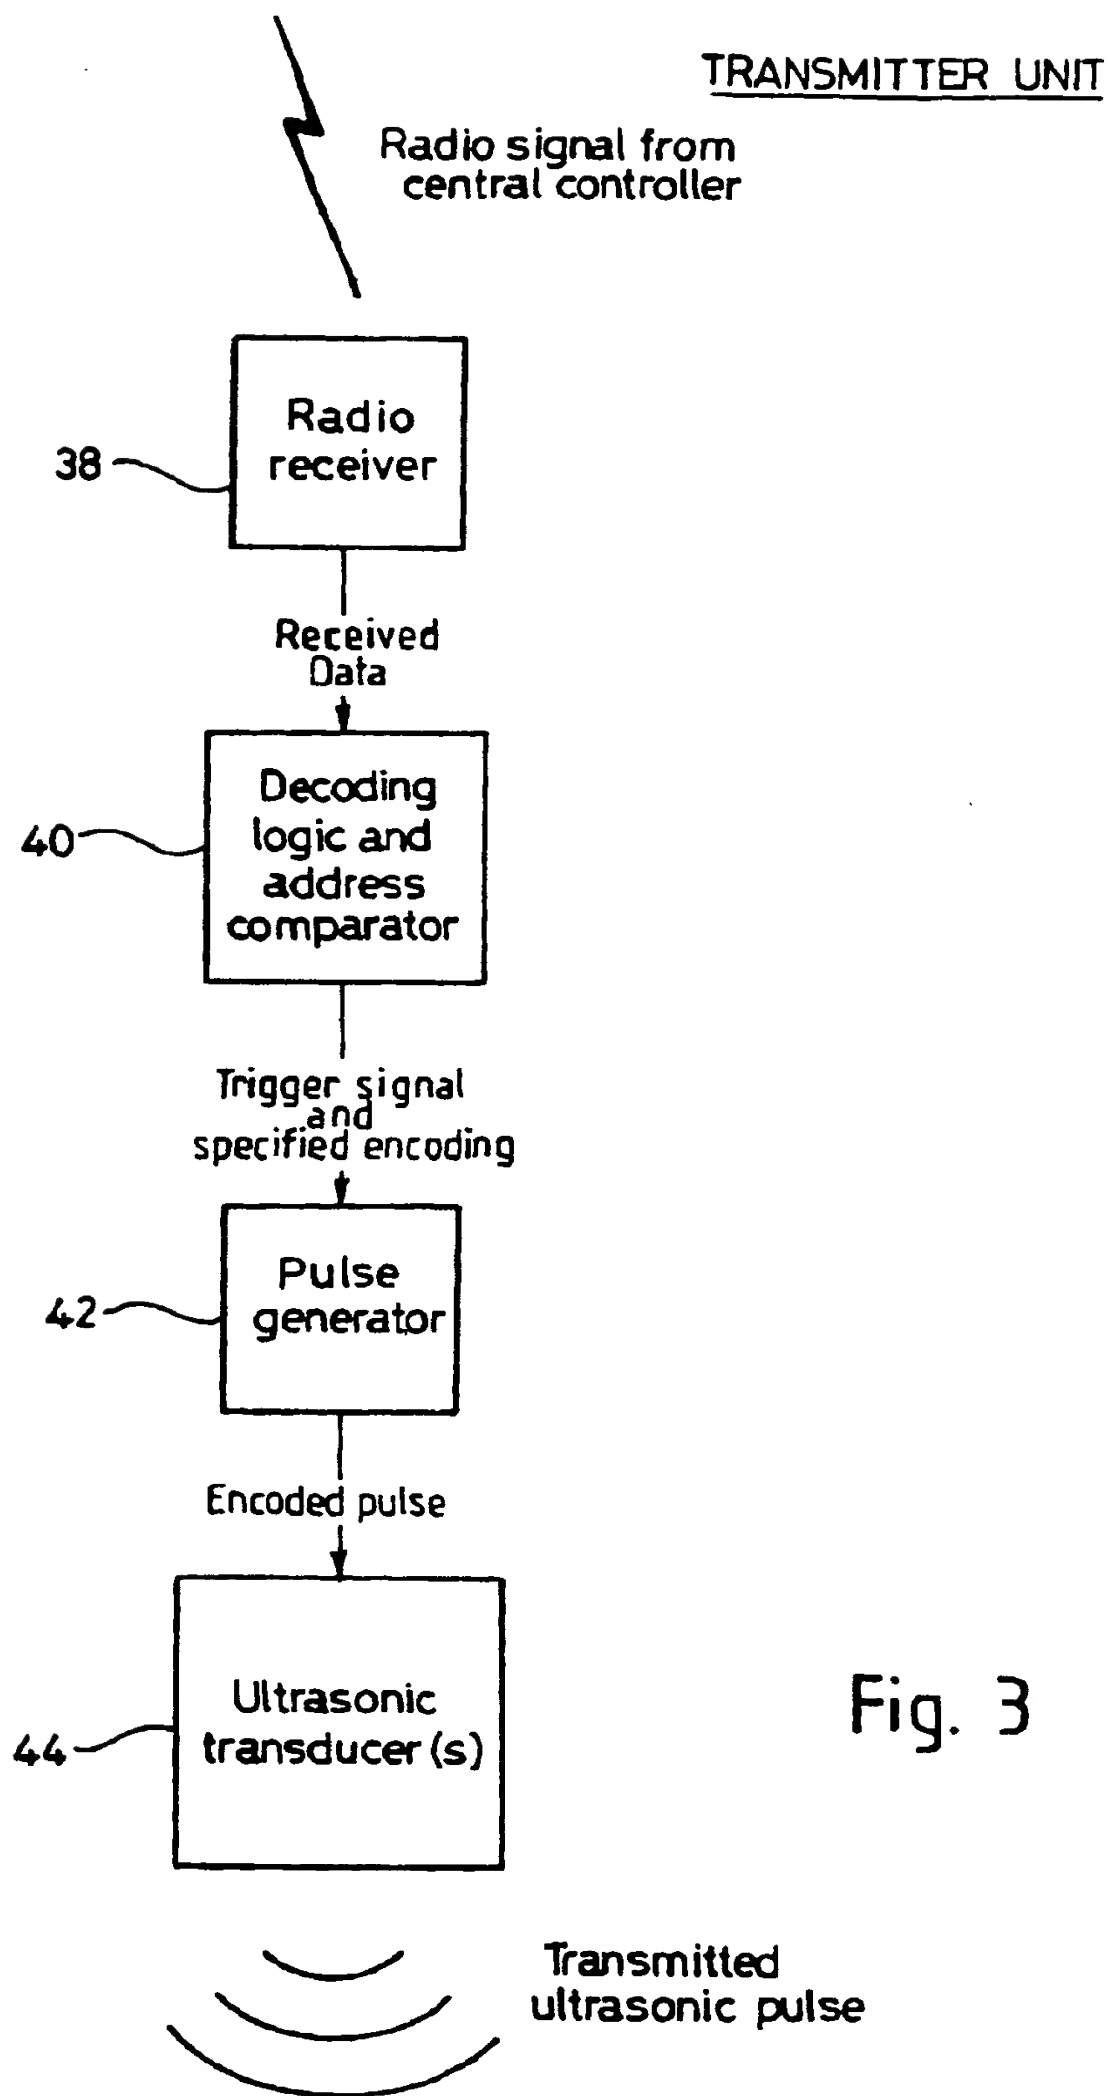 TRANSMITTER UNIT
Radio signal from
central controller
Radio
receiver
38
Received
Data
Decoding
logic and
address
comparator
40
Trigger signal
and
specified encoding
Pulse
generator
42
Encoded pulse
Ultrasonic
transducer (s)
44
Fig. 3
Transmitted
ultrasonic pulse